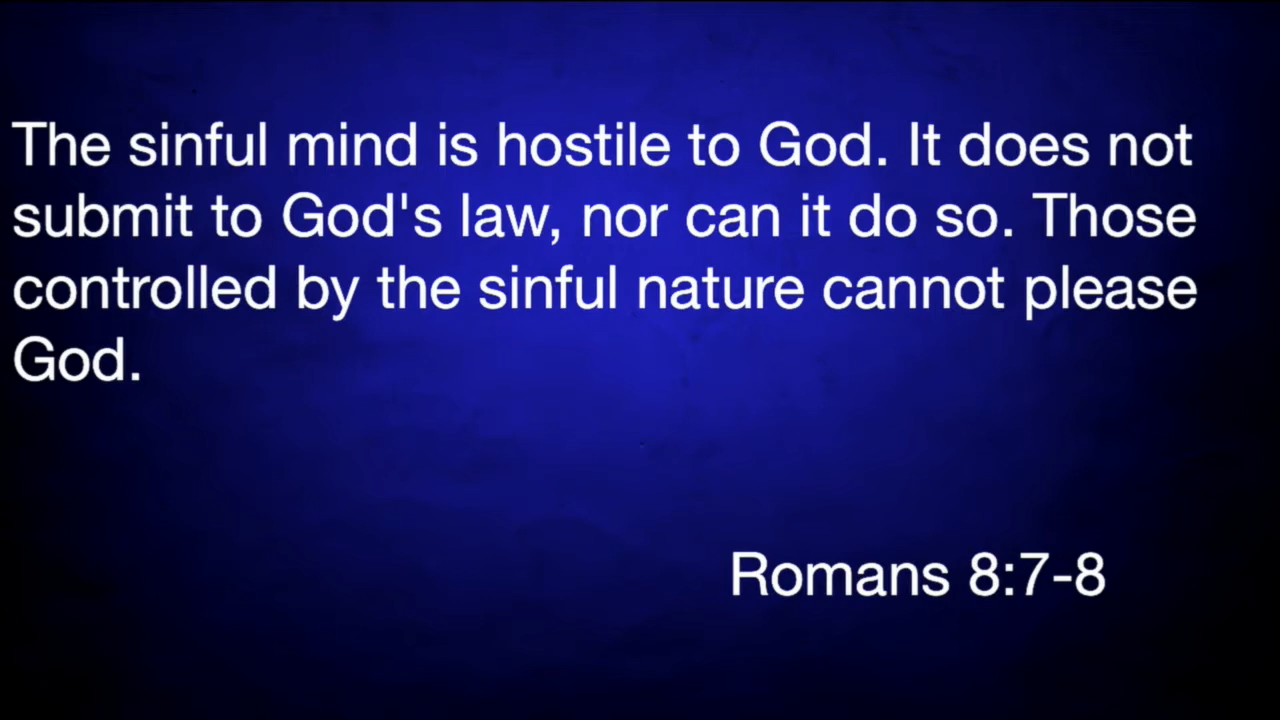 The sinful mind is hostile to God. It does not
submit to God's law, nor can it do so. Those
controlled by the sinful nature cannot please
God.
Romans 8:7-8